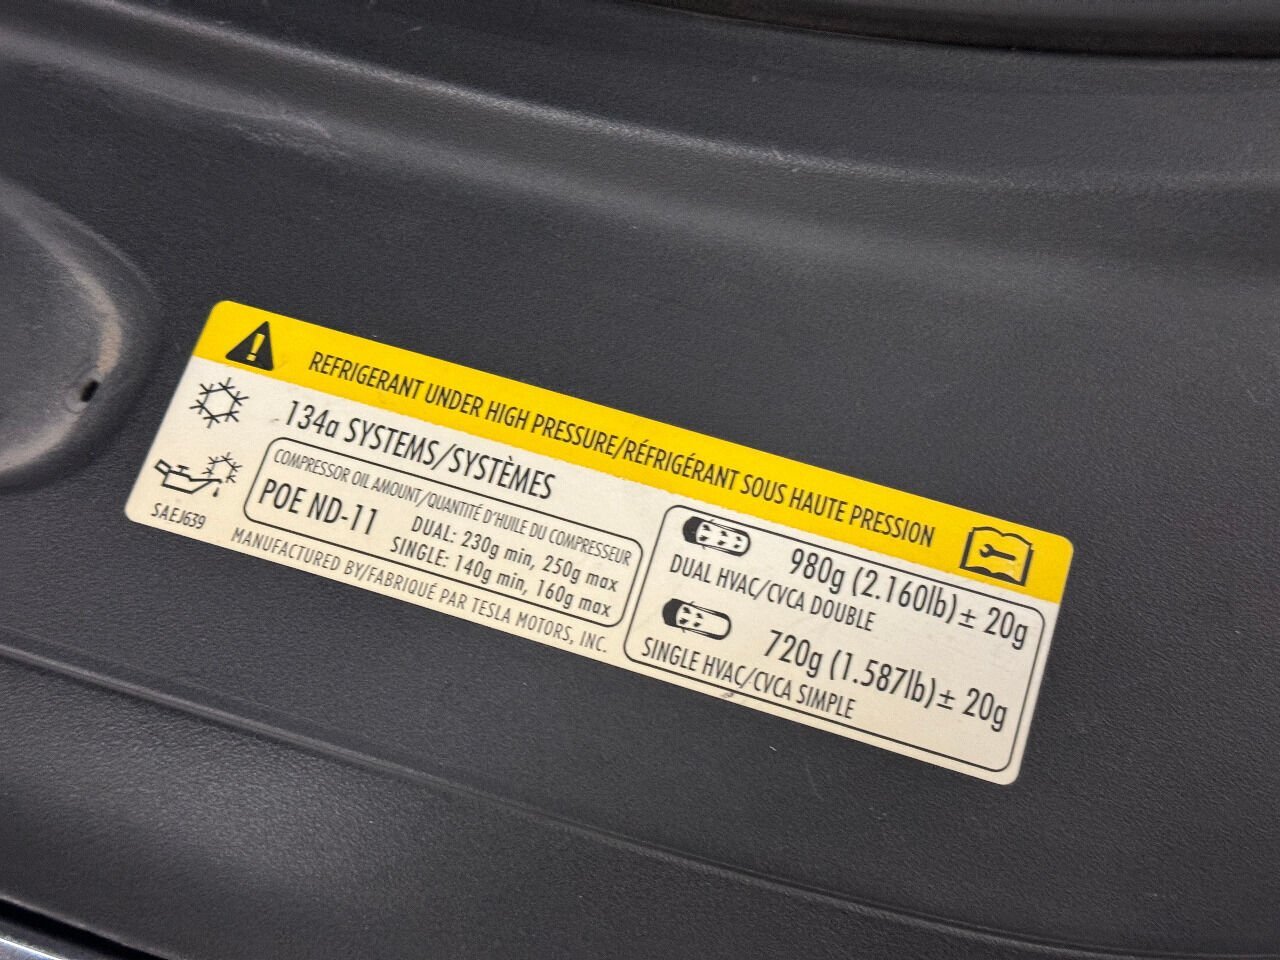 REFRIGERANT UNDER HIGH PRESSURE/RÉFRIGÉRANT SOUS HAUTE PRESSION
134a SYSTEMS/SYSTÈMES
COMPRESSOR OIL AMOUNT/QUANTITÉ D'HUILE DU COMPRESSEUR
POE ND-11
DUAL: 230g min, 250g max
SINGLE: 140g min, 160g max
SAEJ639
MANUFACTURED BY/FABRIQUÉ PAR TESLA MOTORS, INC.
980g (2.160lb)± 20g
DUAL HVAC/CVCA DOUBLE
720g (1.587lb)± 20g
SINGLE HVAC/CVCA SIMPLE